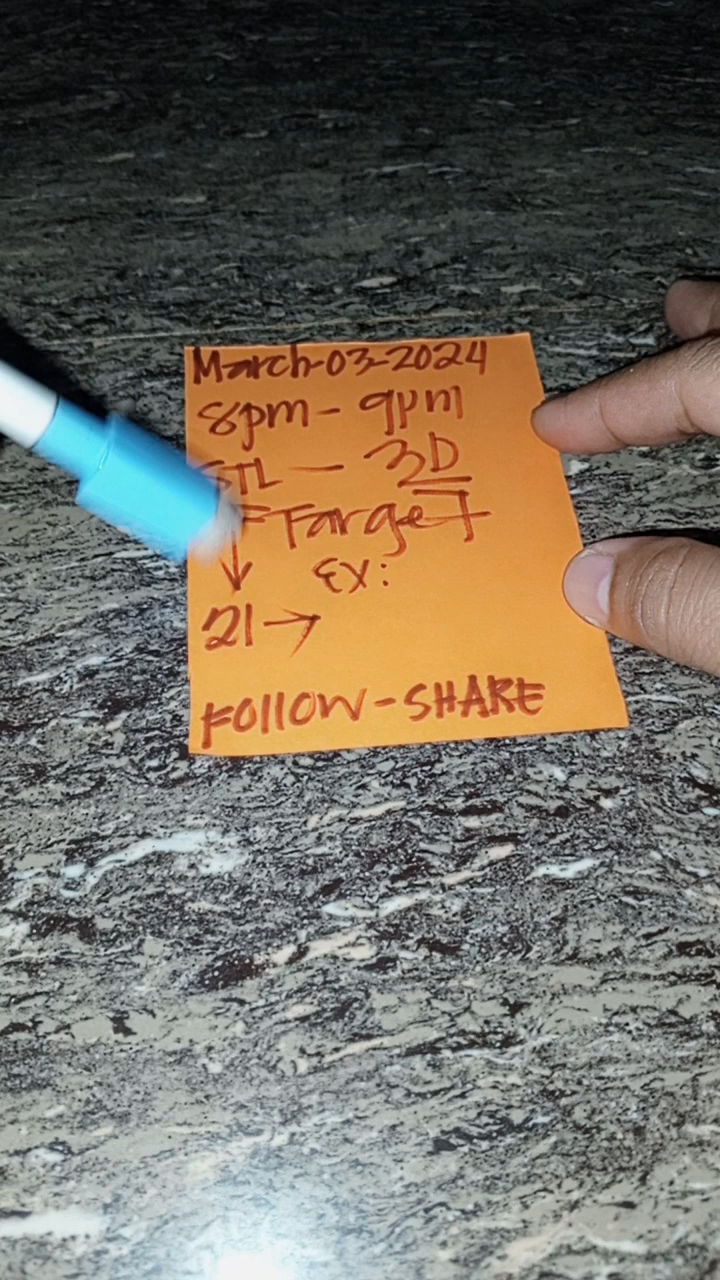 March-03-2024
8pm - 9pm
STL - 3D
Target
Ex:
21→
FOllOW-SHARE